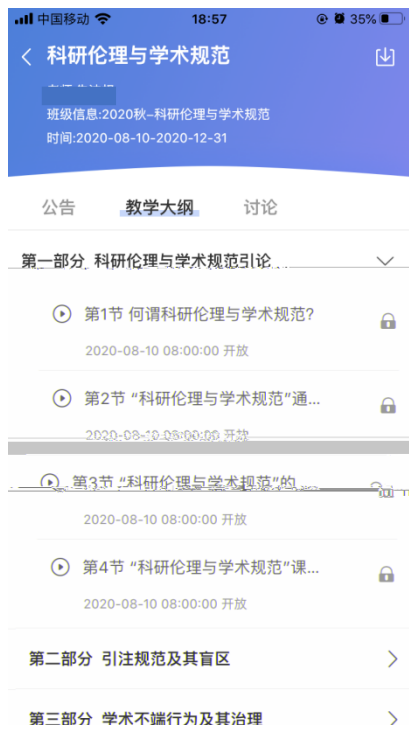 中国移动
18:57
35%
科研伦理与学术规范
班级信息:2020秋–科研伦理与学术规范
时间:2020-08-10-2020-12-31
公告
教学大纲
讨论
第一部分 科研伦理与学术规范引论
第1节 何谓科研伦理与学术规范?
2020-08-10 08:00:00 开放
第2节 “科研伦理与学术规范”通...
2020-08-10 08:00:00 开放
第3节 “科研伦理与学术规范”的
2020-08-10 08:00:00 开放
第4节 “科研伦理与学术规范”课...
2020-08-10 08:00:00 开放
第二部分 引注规范及其盲区
第三部分 学术不端行为及其治理